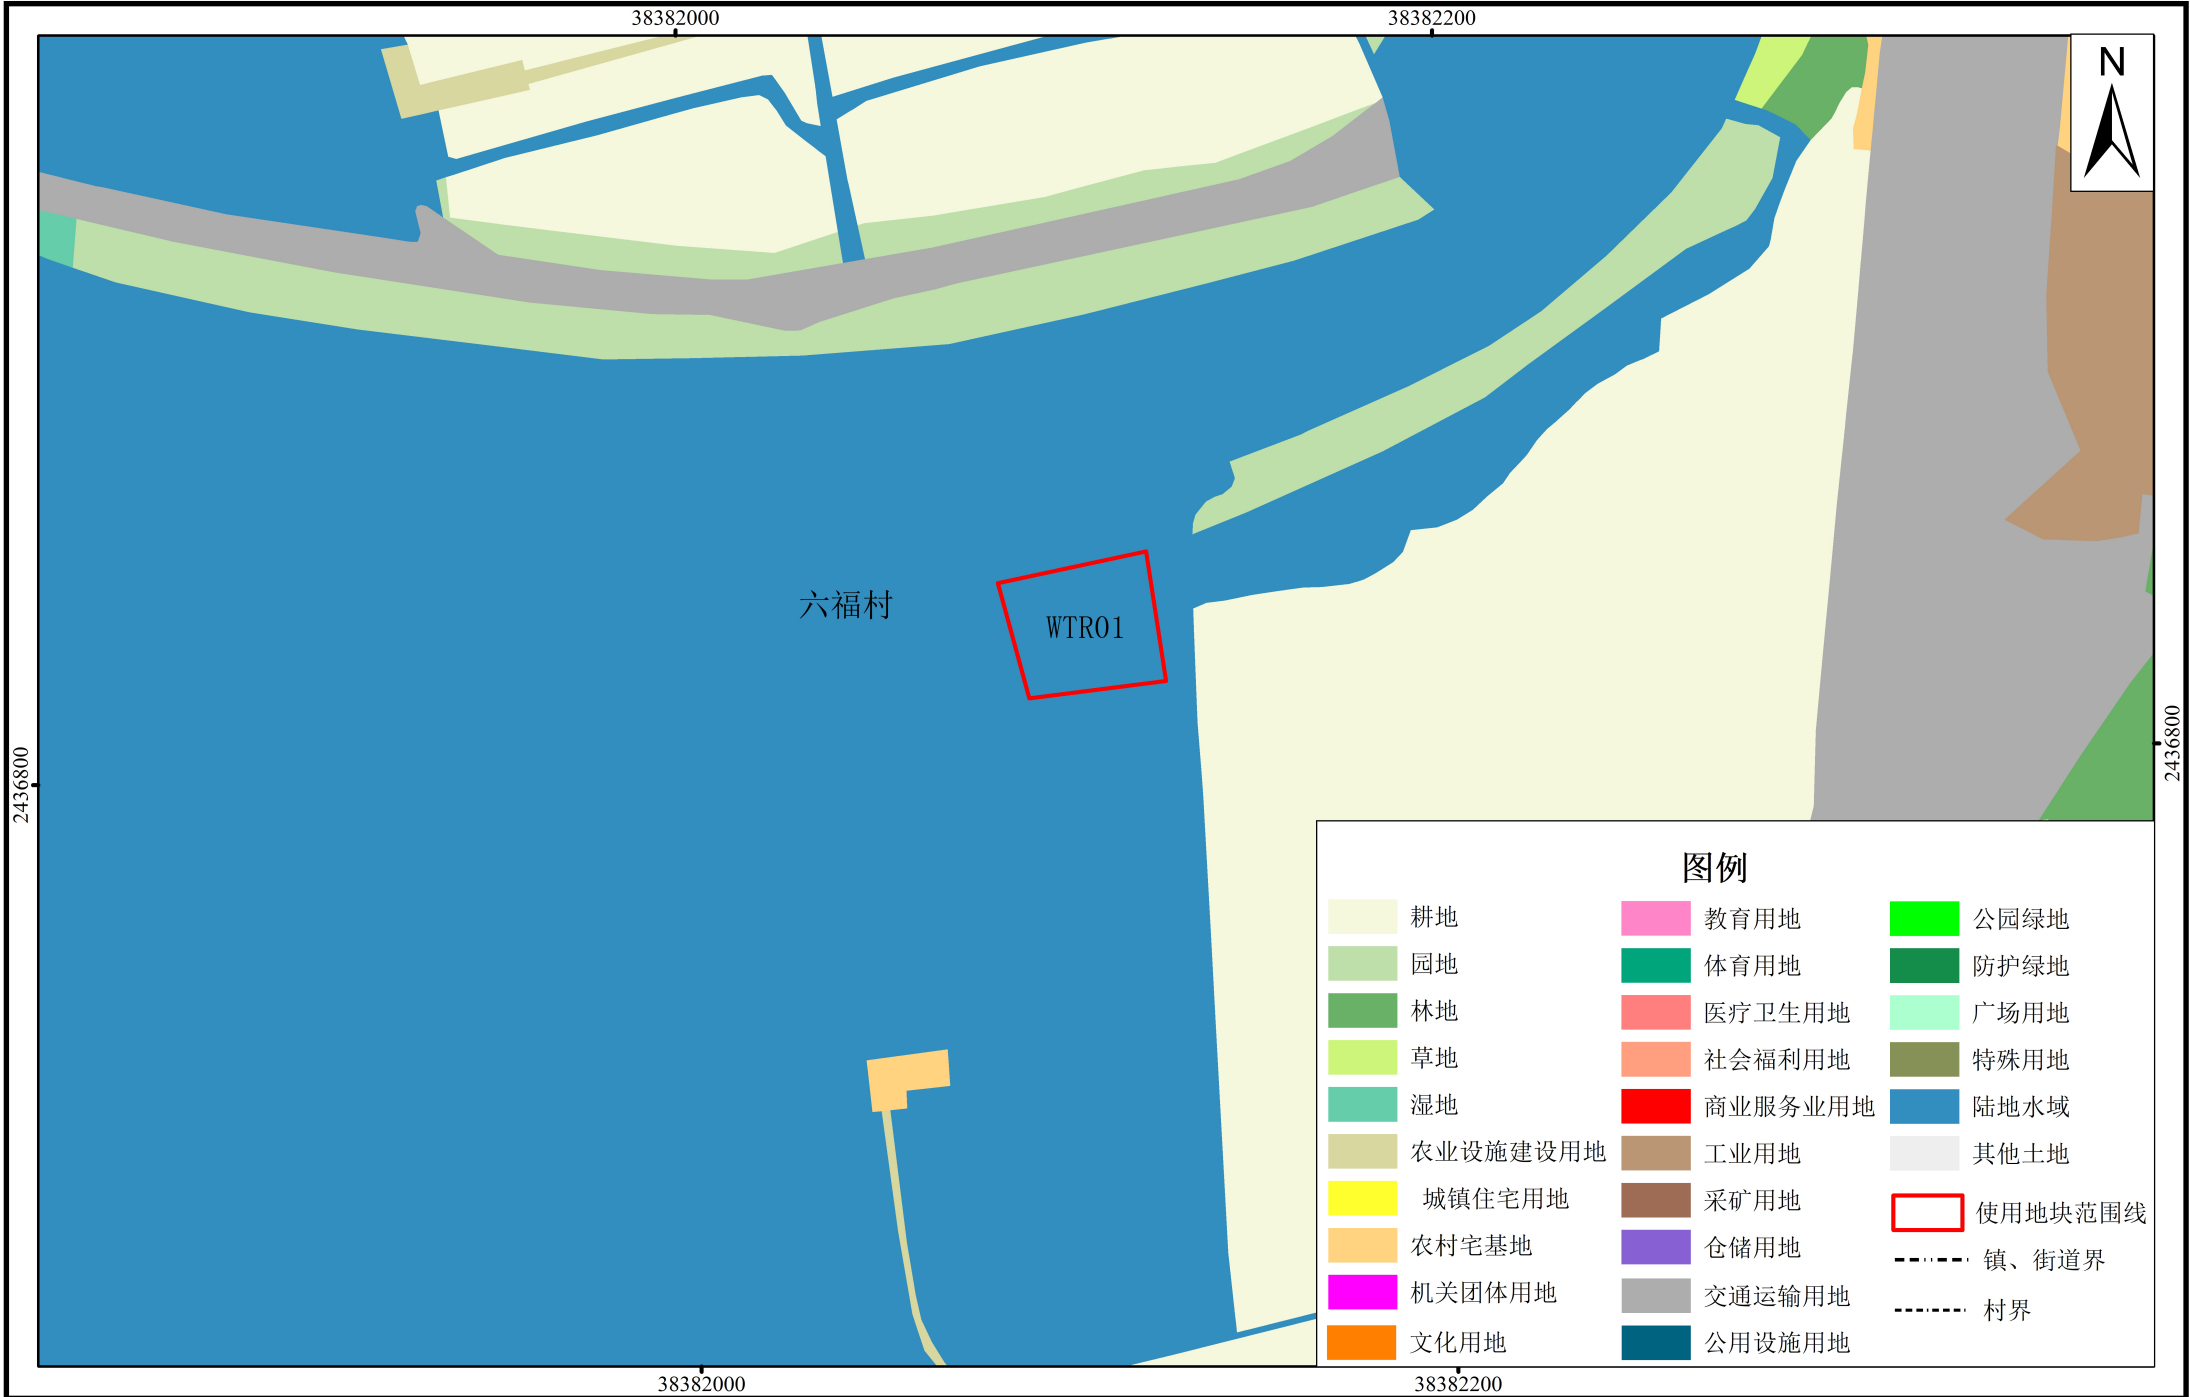 38382000
38382200
N
六福村
WTR01
2436800
2436800
图例
耕地
园地
林地
草地
湿地
农业设施建设用地
城镇住宅用地
农村宅基地
机关团体用地
文化用地
教育用地
体育用地
医疗卫生用地
社会福利用地
商业服务业用地
工业用地
采矿用地
仓储用地
交通运输用地
公用设施用地
公园绿地
防护绿地
广场用地
特殊用地
陆地水域
其他土地
使用地块范围线
镇、街道界
村界
38382000
38382200